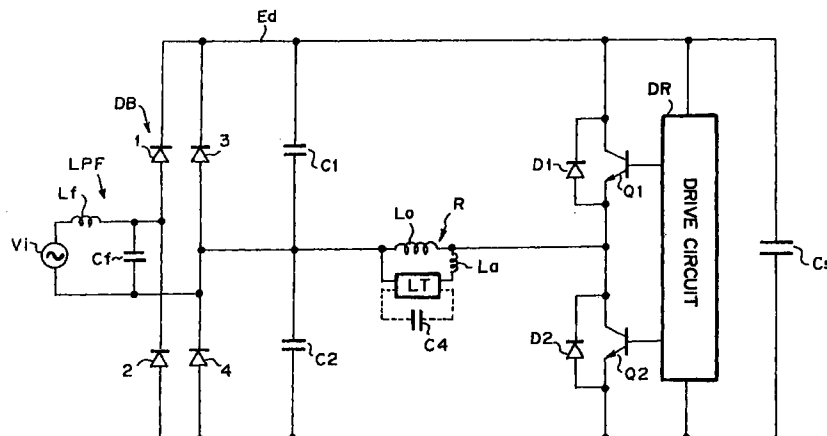 Ed
DB
DR
1
3
LPF
C1
D1
Q1
Lf
Lo
R
Vi
Cf
La
LT
C4
DRIVE CIRCUIT
D2
C2
Q2
2
4